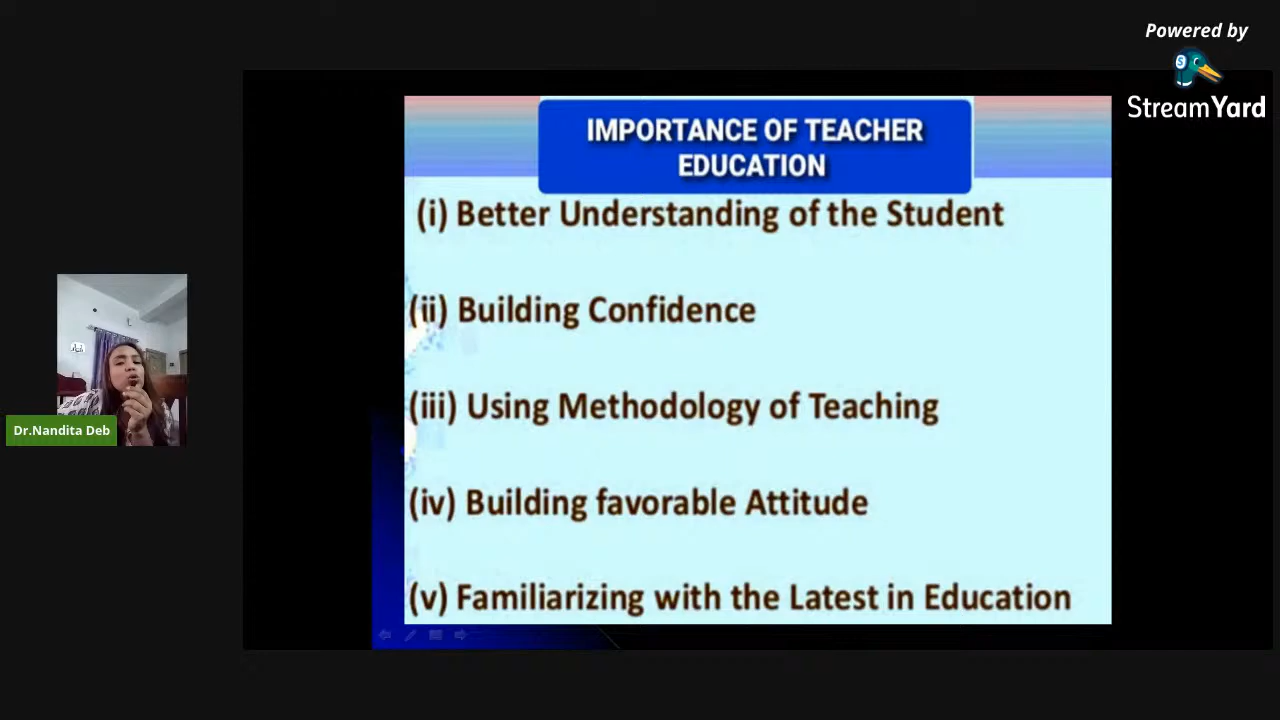 Powered by
StreamYard
IMPORTANCE OF TEACHER
EDUCATION
(i) Better Understanding of the Student
(ii) Building Confidence
(iii) Using Methodology of Teaching
(iv) Building favorable Attitude
(v) Familiarizing with the Latest in Education
Dr.Nandita Deb